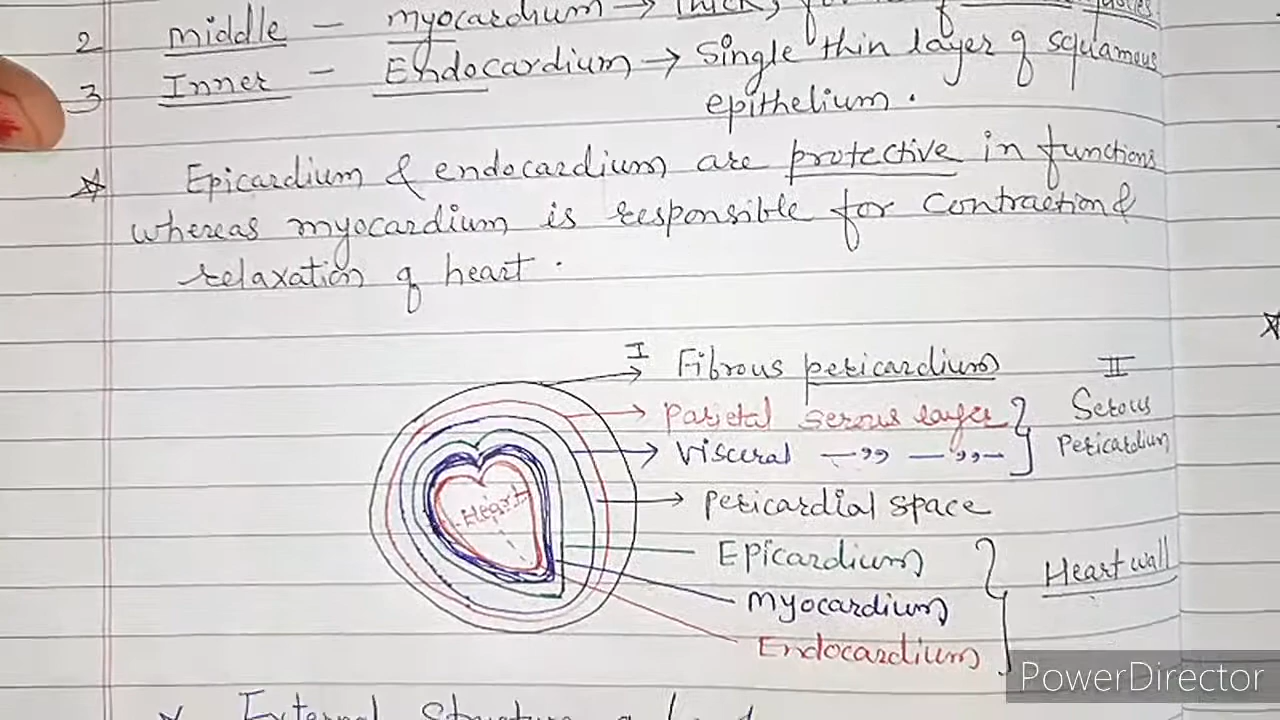 2 middle - myocardium → thick,
3 Inner - Endocardium → Single thin layer of squamous
epithelium.
☆ Epicardium & endocardium are protective in functions
whereas myocardium is responsible for contraction &
relaxation of heart.
I Fibrous pericardium II
Parietal serous layer Serous
Visceral —,,— —,,— Pericardium
Heart
pericardial space
Epicardium
Heart wall
myocardium
Endocardium
PowerDirector
External Structure